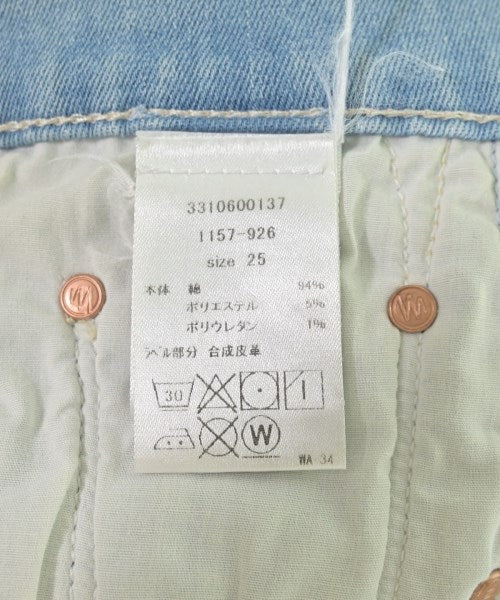 3310600137
1157-926
size 25
本体 綿 94%
ポリエステル 5%
ポリウレタン 1%
ラベル部分 合成皮革
30
W
WA 34